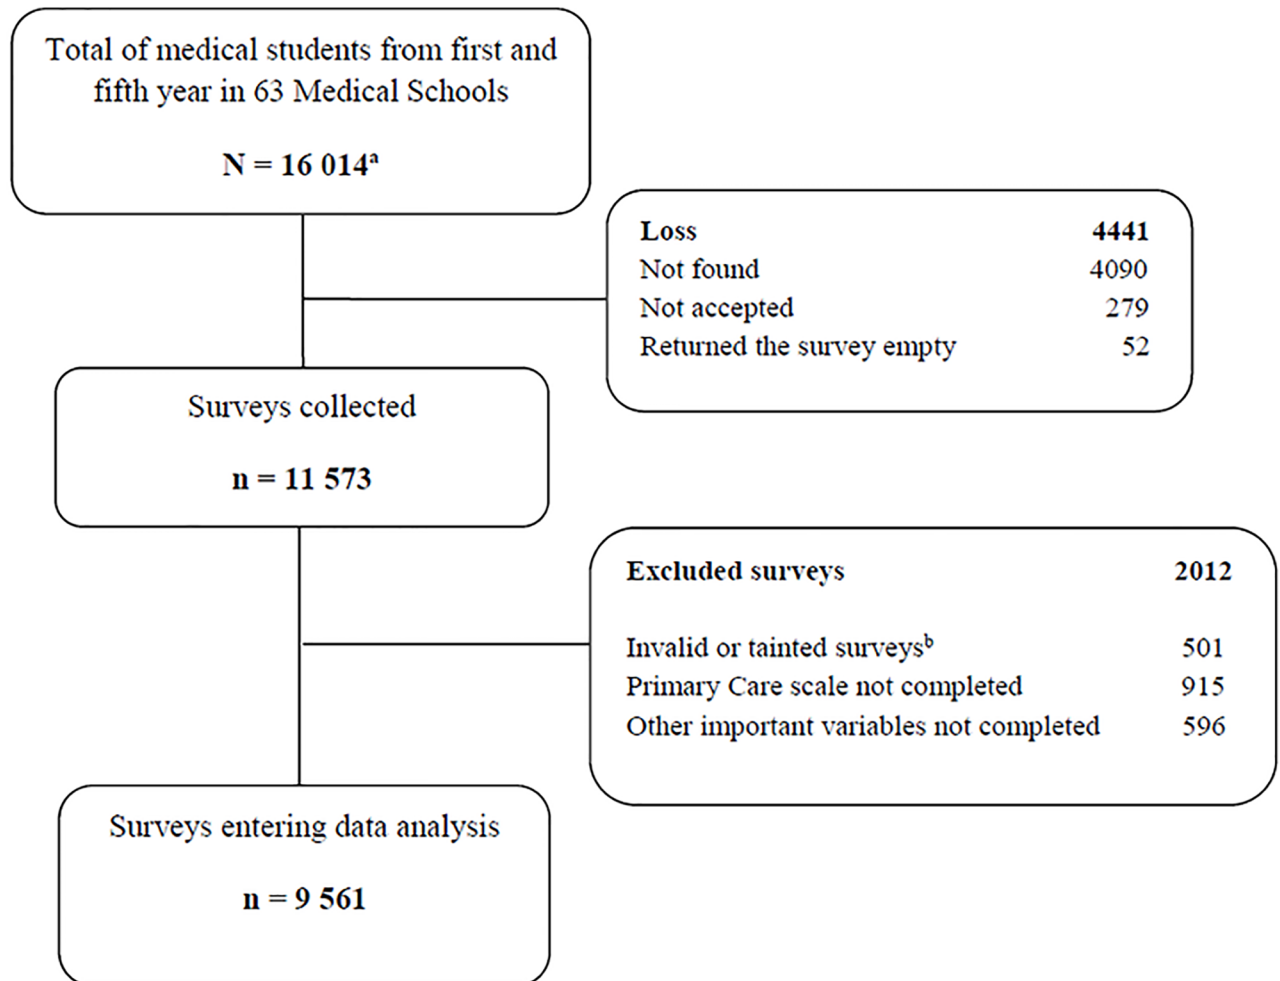 Total of medical students from first and
fifth year in 63 Medical Schools
N = 16 014ᵃ
Loss 4441
Not found 4090
Not accepted 279
Returned the survey empty 52
Surveys collected
n = 11 573
Excluded surveys 2012
Invalid or tainted surveysᵇ 501
Primary Care scale not completed 915
Other important variables not completed 596
Surveys entering data analysis
n = 9 561